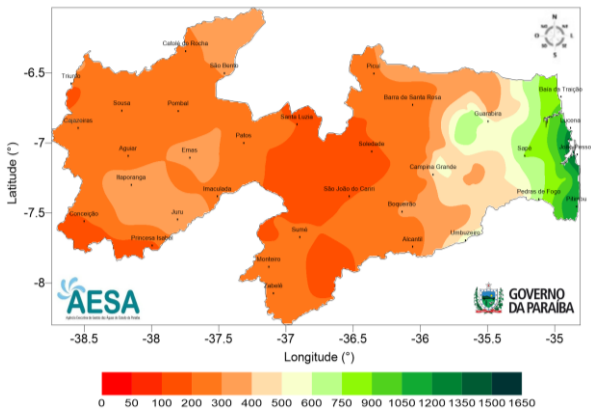 N
O
L
S
Catolé do Rocha
São Bento
Picuí
-6.5
Triunfo
Baía da Traição
Barra de Santa Rosa
Sousa
Pombal
Guarabira
Cajazeiras
Santa Luzia
Lucena
Patos
-7
Aguiar
Emas
Soledade
Sapé
João Pessoa
Campina Grande
Itaporanga
Imaculada
São João do Cariri
Pedras de Fogo
Pitimbu
Boqueirão
-7.5
Conceição
Juru
Princesa Isabel
Sumé
Umbuzeiro
Alcantil
Monteiro
Zabelê
-8
Latitude (°)
AESA
GOVERNO
DA PARAÍBA
-38.5 -38 -37.5 -37 -36.5 -36 -35.5 -35
Longitude (°)
0 50 100 200 300 400 500 600 750 900 1050 1200 1350 1500 1650